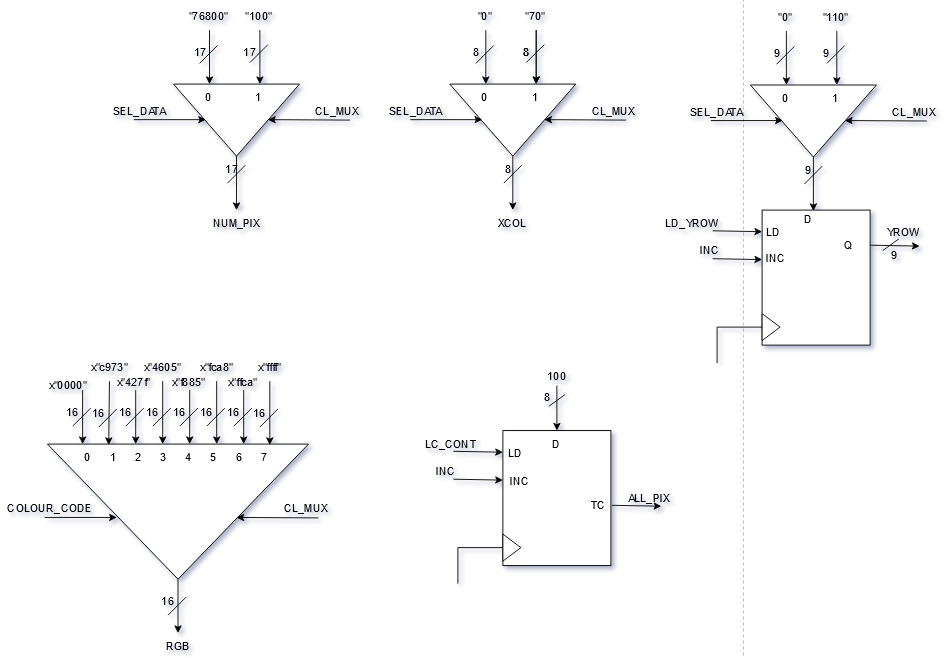 "76800" "100"
17 17
0 1
SEL_DATA CL_MUX
17
NUM_PIX
"0" "70"
8 8
0 1
SEL_DATA CL_MUX
8
XCOL
"0" "110"
9 9
0 1
SEL_DATA CL_MUX
9
D
LD_YROW LD
INC INC
Q YROW
9
x"0000" x"c973" x"427f" x"4605" x"f885" x"fca8" x"ffca" x"ffff"
16 16 16 16 16 16 16 16
0 1 2 3 4 5 6 7
COLOUR_CODE CL_MUX
16
RGB
100
8
D
LC_CONT LD
INC INC
TC ALL_PIX